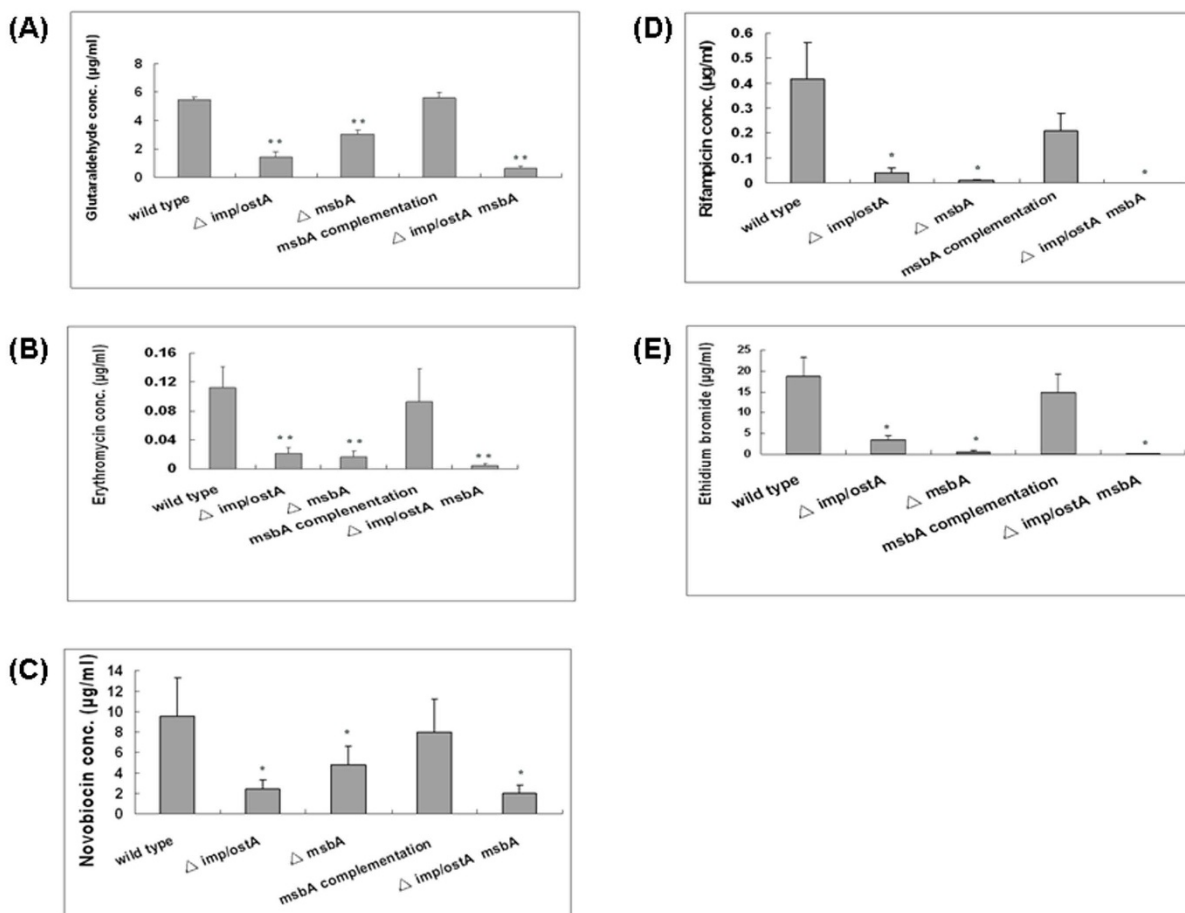 (A)
Glutaraldehyde conc. (µg/ml)
8
6
4
2
0
**
**
**
wild type
△ imp/ostA
△ msbA
msbA complementation
△ imp/ostA msbA
(B)
Erythromycin conc. (µg/ml)
0.16
0.12
0.08
0.04
0
**
**
**
wild type
△ imp/ostA
△ msbA
msbA complenentation
△ imp/ostA msbA
(C)
Novobiocin conc. (µg/ml)
14
12
10
8
6
4
2
0
*
*
*
wild type
△ imp/ostA
△ msbA
msbA complementation
△ imp/ostA msbA
(D)
Rifampicin conc. (µg/ml)
0.6
0.5
0.4
0.3
0.2
0.1
0
*
*
*
wild type
△ imp/ostA
△ msbA
msbA complementation
△ imp/ostA msbA
(E)
Ethidium bromide (µg/ml)
25
20
15
10
5
0
*
*
*
wild type
△ imp/ostA
△ msbA
msbA complementation
△ imp/ostA msbA